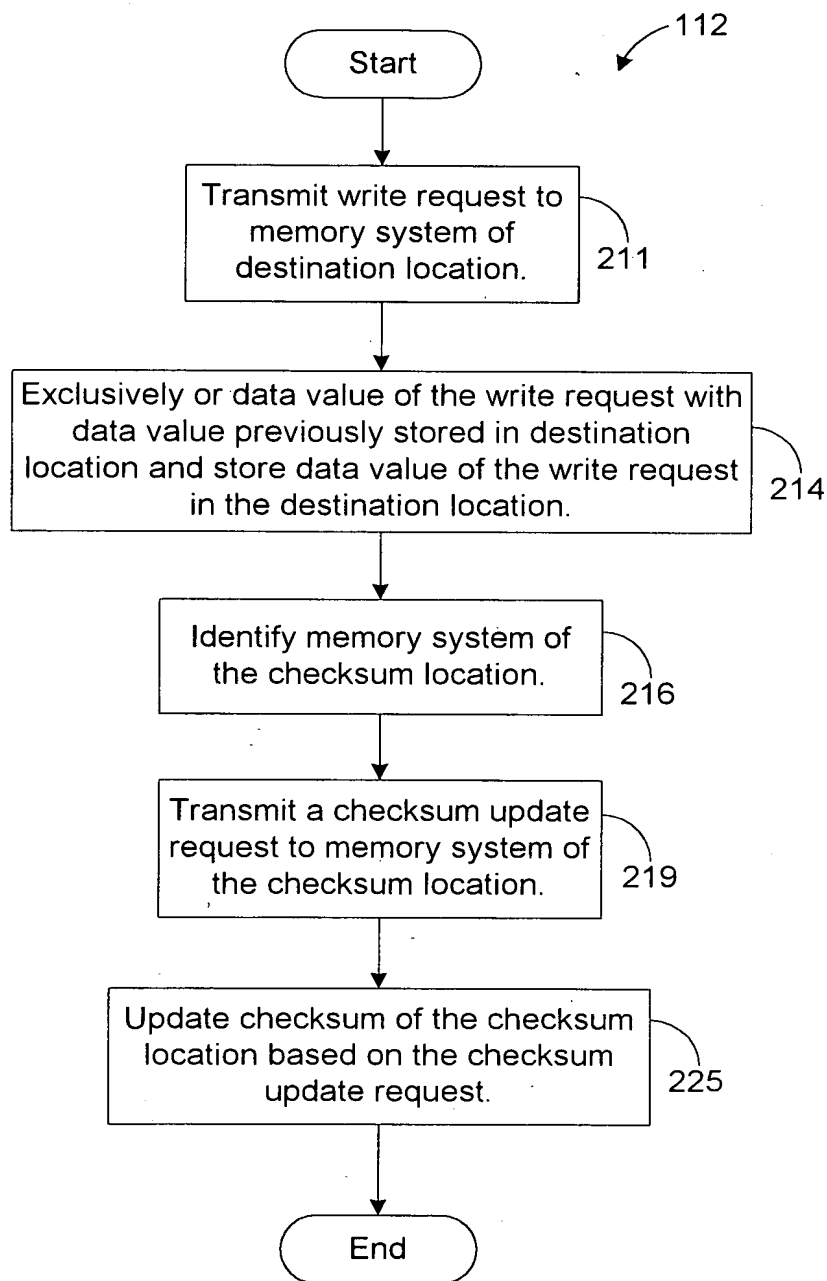 112
Start
Transmit write request to
memory system of
destination location.
211
Exclusively or data value of the write request with
data value previously stored in destination
location and store data value of the write request
in the destination location.
214
Identify memory system of
the checksum location.
216
Transmit a checksum update
request to memory system of
the checksum location.
219
Update checksum of the checksum
location based on the checksum
update request.
225
End